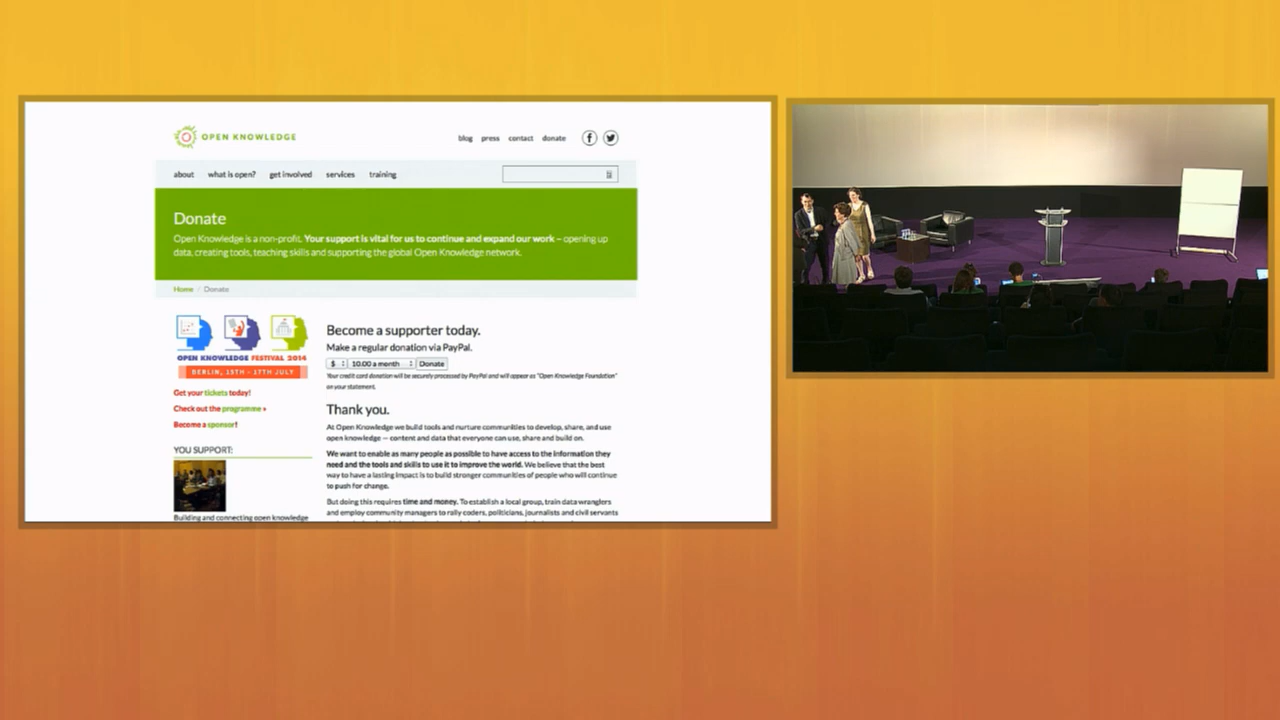 OPEN KNOWLEDGE
blog press contact donate
about what is open? get involved services training
Donate
Open Knowledge is a non-profit. Your support is vital for us to continue and expand our work – opening up
data, creating tools, teaching skills and supporting the global Open Knowledge network.
Home / Donate
OPEN KNOWLEDGE FESTIVAL 2014
BERLIN, 15TH - 17TH JULY
Get your tickets today!
Check out the programme »
Become a sponsor!
YOU SUPPORT:
Building and connecting open knowledge
Become a supporter today.
Make a regular donation via PayPal.
$ 10.00 a month Donate
Your credit card donation will be securely processed by PayPal and will appear as "Open Knowledge Foundation"
on your statement.
Thank you.
At Open Knowledge we build tools and nurture communities to develop, share, and use
open knowledge — content and data that everyone can use, share and build on.
We want to enable as many people as possible to have access to the information they
need and the tools and skills to use it to improve the world. We believe that the best
way to have a lasting impact is to build stronger communities of people who will continue
to push for change.
But doing this requires time and money. To establish a local group, train data wranglers
and employ community managers to rally coders, politicians, journalists and civil servants